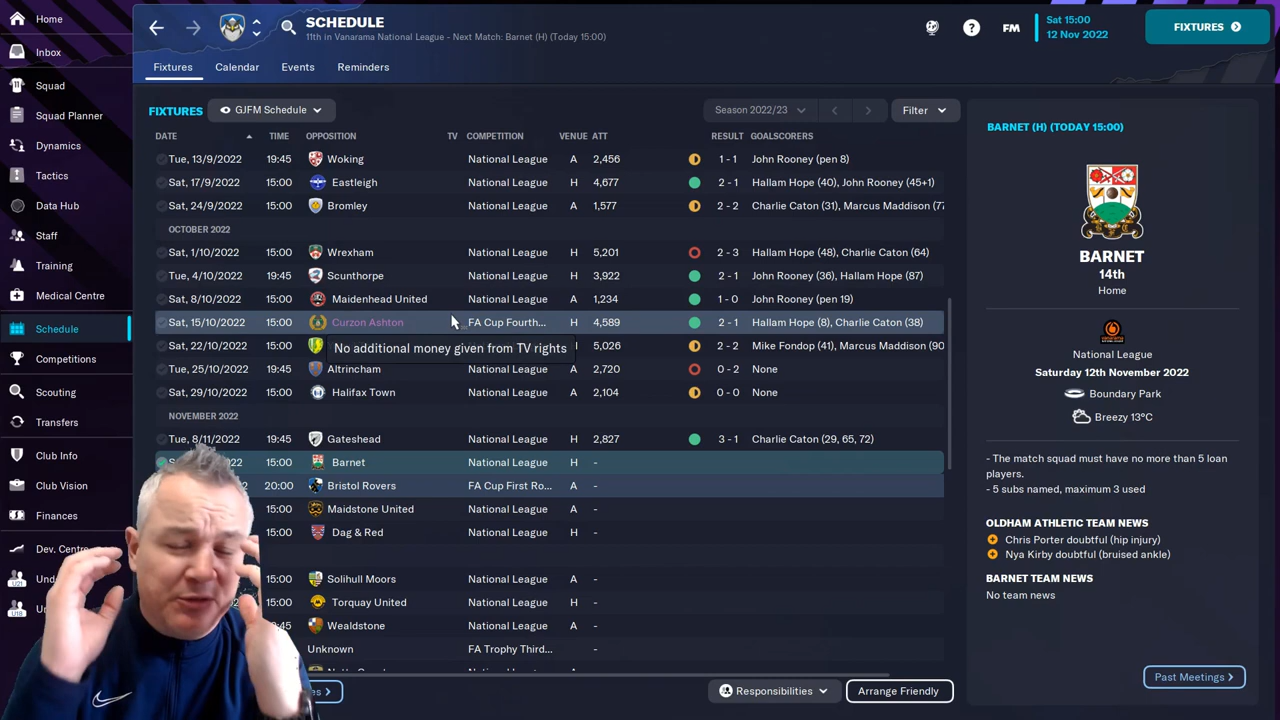 Home
SCHEDULE
11th in Vanarama National League - Next Match: Barnet (H) (Today 15:00)
? FM Sat 15:00
12 Nov 2022
FIXTURES
Inbox
Fixtures Calendar Events Reminders
Squad
Squad Planner
Dynamics
Tactics
Data Hub
Staff
Training
Medical Centre
Schedule
Competitions
Scouting
Transfers
Club Info
Club Vision
Finances
Dev. Centre
U21
U18
FIXTURES GJFM Schedule Season 2022/23 Filter
DATE TIME OPPOSITION TV COMPETITION VENUE ATT RESULT GOALSCORERS
Tue, 13/9/2022 19:45 Woking National League A 2,456 1 - 1 John Rooney (pen 8)
Sat, 17/9/2022 15:00 Eastleigh National League H 4,677 2 - 1 Hallam Hope (40), John Rooney (45+1)
Sat, 24/9/2022 15:00 Bromley National League A 1,577 2 - 2 Charlie Caton (31), Marcus Maddison (77
OCTOBER 2022
Sat, 1/10/2022 15:00 Wrexham National League H 5,201 2 - 3 Hallam Hope (48), Charlie Caton (64)
Tue, 4/10/2022 19:45 Scunthorpe National League H 3,922 2 - 1 John Rooney (36), Hallam Hope (87)
Sat, 8/10/2022 15:00 Maidenhead United National League A 1,234 1 - 0 John Rooney (pen 19)
Sat, 15/10/2022 15:00 Curzon Ashton FA Cup Fourth... H 4,589 2 - 1 Hallam Hope (8), Charlie Caton (38)
Sat, 22/10/2022 15:00 National League H 5,026 2 - 2 Mike Fondop (41), Marcus Maddison (90
No additional money given from TV rights
Tue, 25/10/2022 19:45 Altrincham National League A 2,720 0 - 2 None
Sat, 29/10/2022 15:00 Halifax Town National League A 2,104 0 - 0 None
NOVEMBER 2022
Tue, 8/11/2022 19:45 Gateshead National League H 2,827 3 - 1 Charlie Caton (29, 65, 72)
15:00 Barnet National League H -
20:00 Bristol Rovers FA Cup First Ro... A -
15:00 Maidstone United National League A -
15:00 Dag & Red National League H -
15:00 Solihull Moors National League A -
15:00 Torquay United National League H -
Wealdstone National League A -
Unknown FA Trophy Third... -
Responsibilities Arrange Friendly
BARNET (H) (TODAY 15:00)
BARNET
14th
Home
National League
Saturday 12th November 2022
Boundary Park
Breezy 13°C
- The match squad must have no more than 5 loan
players.
- 5 subs named, maximum 3 used
OLDHAM ATHLETIC TEAM NEWS
Chris Porter doubtful (hip injury)
Nya Kirby doubtful (bruised ankle)
BARNET TEAM NEWS
No team news
Past Meetings